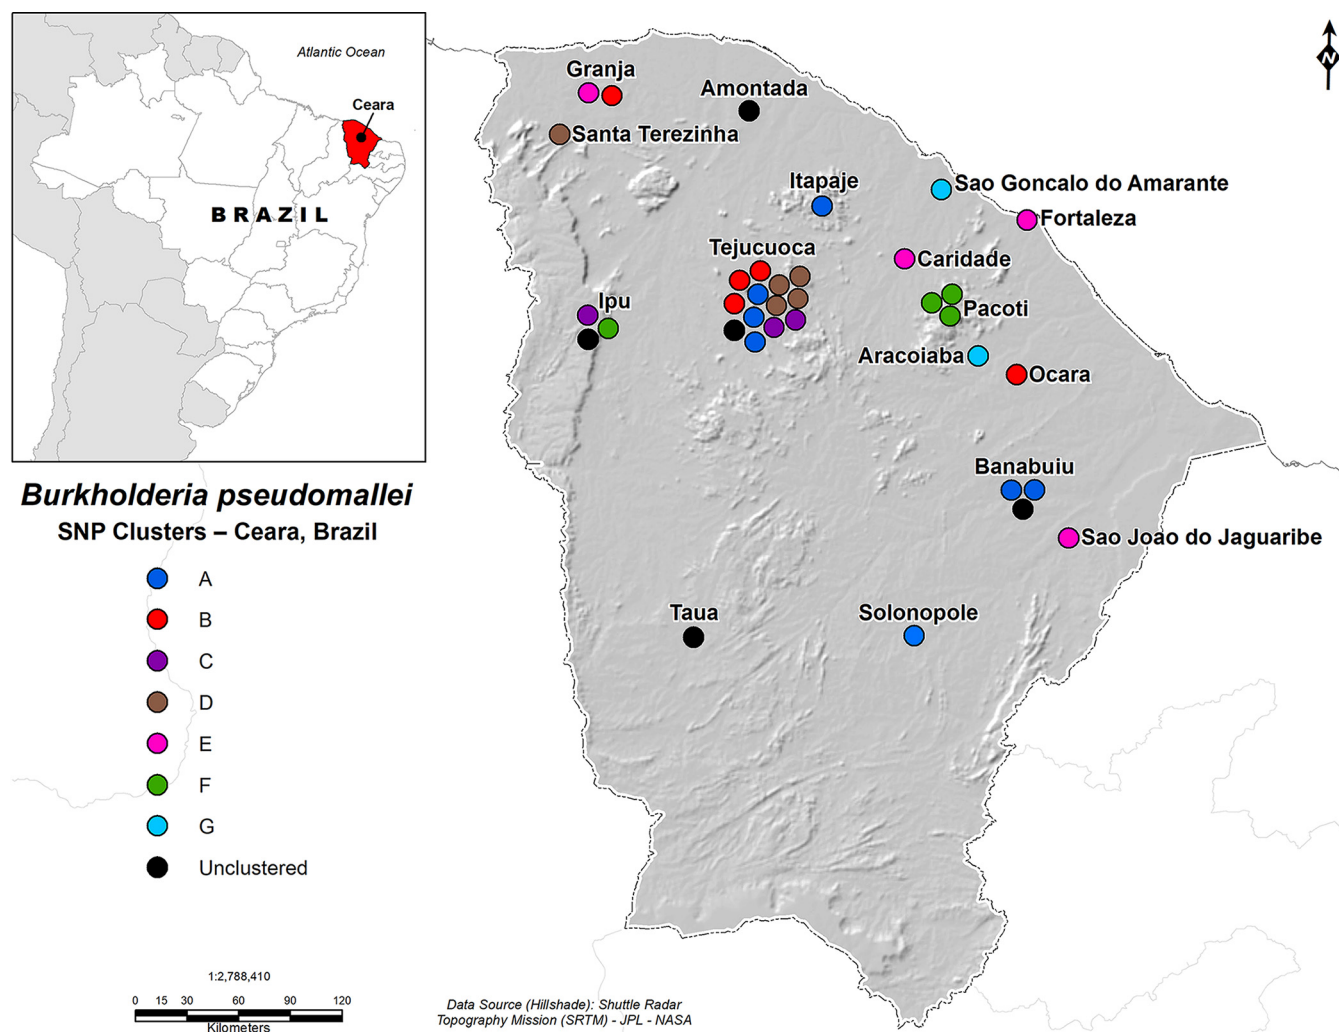 Atlantic Ocean
Ceara
BRAZIL
N
Granja
Amontada
Santa Terezinha
Itapaje
Sao Goncalo do Amarante
Fortaleza
Tejucuoca
Caridade
Ipu
Pacoti
Aracoiaba
Ocara
Banabuiu
Sao Joao do Jaguaribe
Taua
Solonopole
Burkholderia pseudomallei
SNP Clusters – Ceara, Brazil
A
B
C
D
E
F
G
Unclustered
1:2,788,410
0 15 30 60 90 120
Kilometers
Data Source (Hillshade): Shuttle Radar
Topography Mission (SRTM) - JPL - NASA